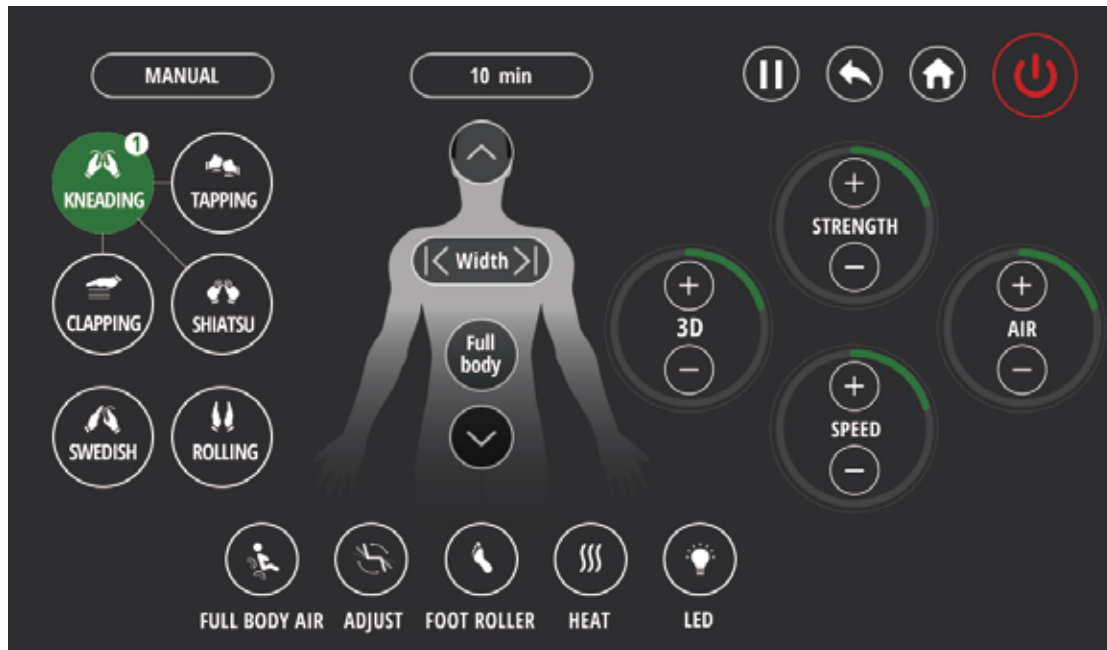 MANUAL
10 min
1
KNEADING
TAPPING
CLAPPING
SHIATSU
SWEDISH
ROLLING
Width
Full
body
+
STRENGTH
−
+
3D
−
+
AIR
−
+
SPEED
−
FULL BODY AIR
ADJUST
FOOT ROLLER
HEAT
LED